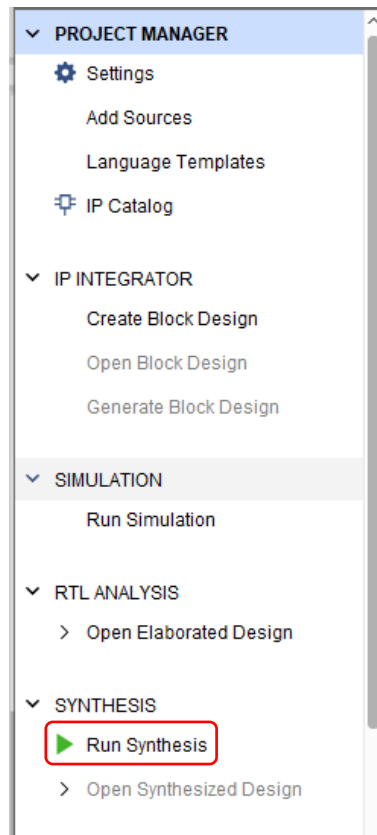 PROJECT MANAGER
Settings
Add Sources
Language Templates
IP Catalog
IP INTEGRATOR
Create Block Design
Open Block Design
Generate Block Design
SIMULATION
Run Simulation
RTL ANALYSIS
Open Elaborated Design
SYNTHESIS
Run Synthesis
Open Synthesized Design